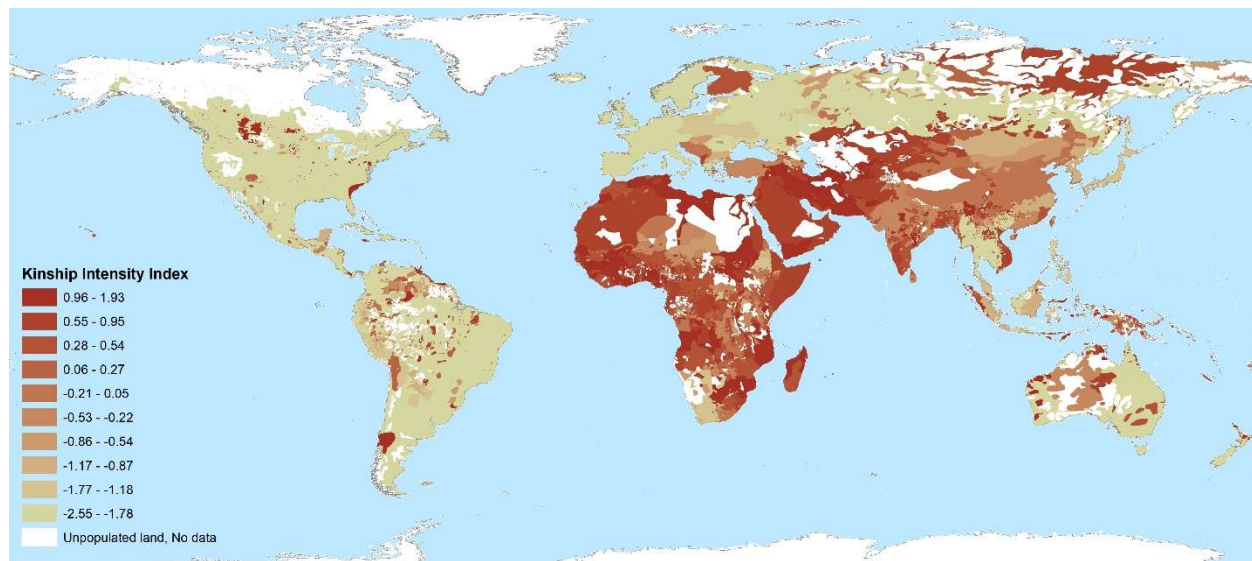 Kinship Intensity Index
0.96 - 1.93
0.55 - 0.95
0.28 - 0.54
0.06 - 0.27
-0.21 - 0.05
-0.53 - -0.22
-0.86 - -0.54
-1.17 - -0.87
-1.77 - -1.18
-2.55 - -1.78
Unpopulated land, No data